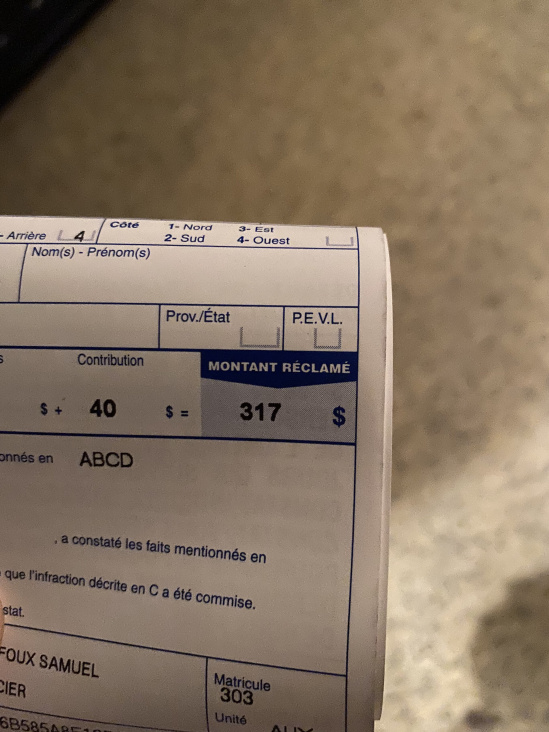 - Arrière 4 Côté 1- Nord 3- Est
2- Sud 4- Ouest
Nom(s) - Prénom(s)
Prov./État P.E.V.L.
Contribution MONTANT RÉCLAMÉ
$ + 40 $ = 317 $
onnés en ABCD
, a constaté les faits mentionnés en
que l'infraction décrite en C a été commise.
stat.
FOUX SAMUEL
Matricule
CIER 303
Unité